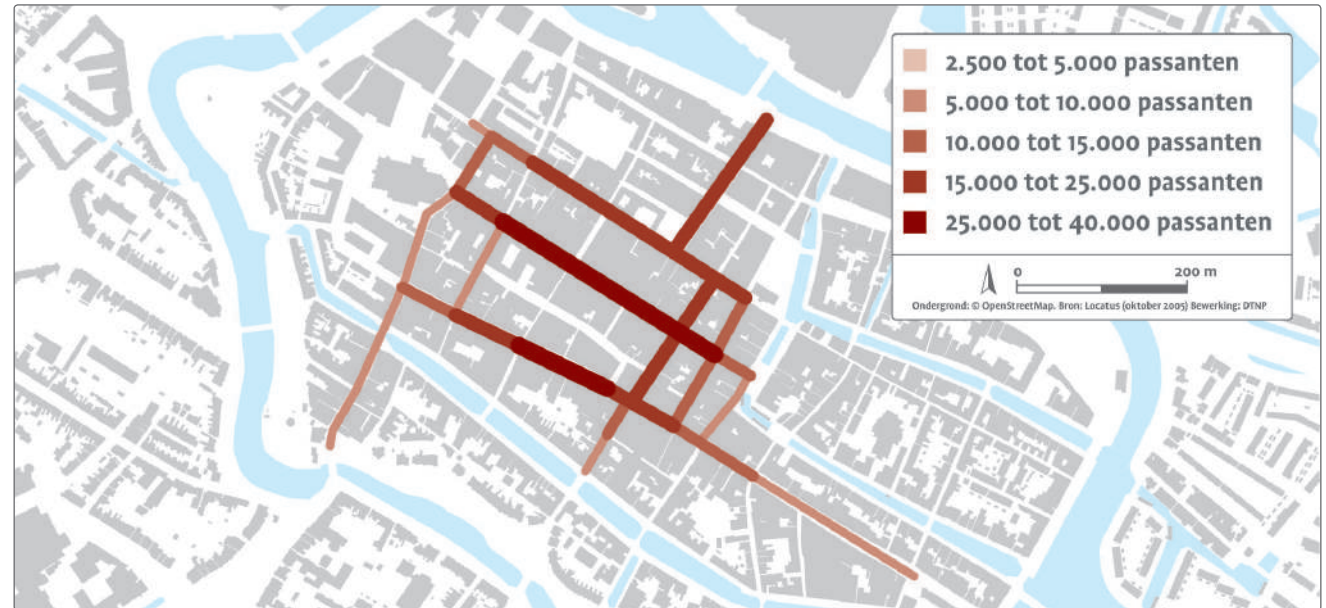 2.500 tot 5.000 passanten
5.000 tot 10.000 passanten
10.000 tot 15.000 passanten
15.000 tot 25.000 passanten
25.000 tot 40.000 passanten
0 200 m
Ondergrond: © OpenStreetMap. Bron: Locatus (oktober 2005) Bewerking: DTNP